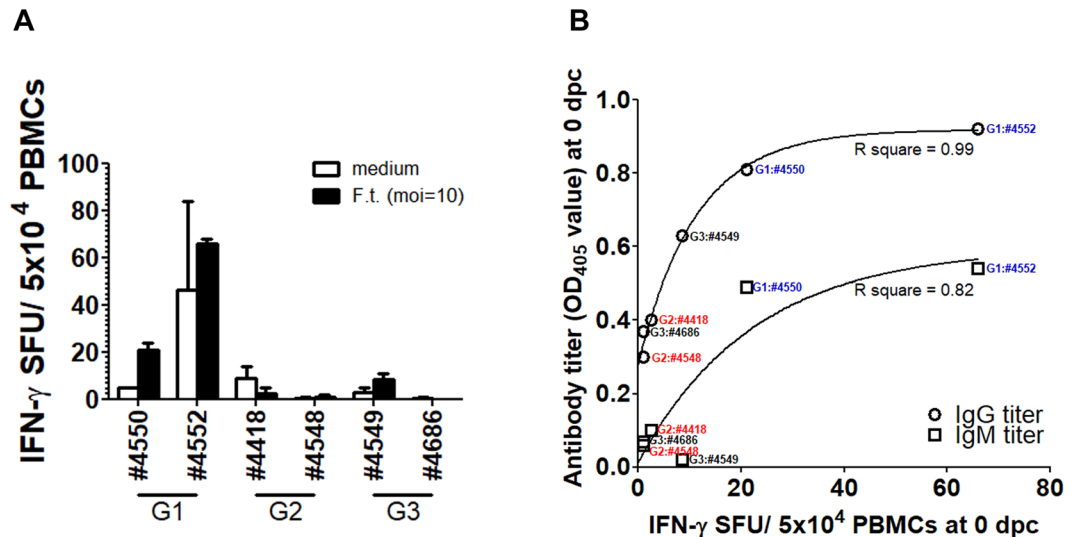 A
IFN-γ SFU/ 5x10 4 PBMCs
100
80
60
40
20
0
medium
F.t. (moi=10)
#4550
#4552
#4418
#4548
#4549
#4686
G1
G2
G3
B
Antibody titer (OD405 value) at 0 dpc
1.0
0.8
0.6
0.4
0.2
0.0
G1:#4552
R square = 0.99
G1:#4550
G3:#4549
G2:#4418
G3:#4686
G2:#4548
G1:#4552
G1:#4550
R square = 0.82
G2:#4418
G3:#4686
G2:#4548
G3:#4549
IgG titer
IgM titer
0
20
40
60
80
IFN-γ SFU/ 5x104 PBMCs at 0 dpc